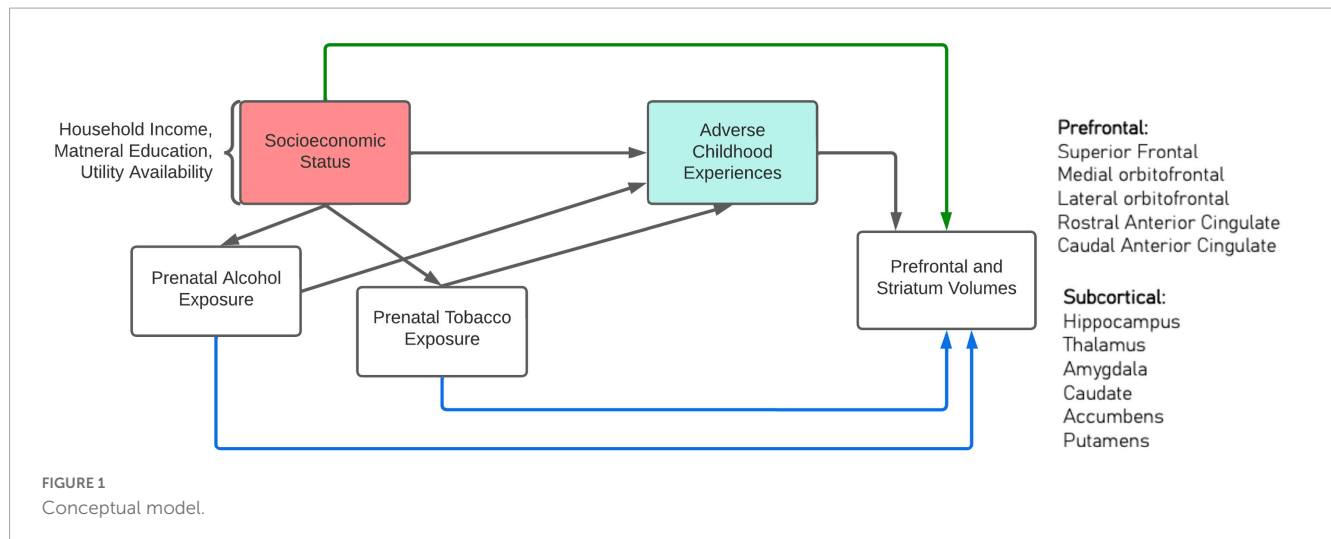 Household Income,
Matneral Education,
Utility Availability
Socioeconomic
Status
Adverse
Childhood
Experiences
Prenatal Alcohol
Exposure
Prenatal Tobacco
Exposure
Prefrontal and
Striatum Volumes
Prefrontal:
Superior Frontal
Medial orbitofrontal
Lateral orbitofrontal
Rostral Anterior Cingulate
Caudal Anterior Cingulate
Subcortical:
Hippocampus
Thalamus
Amygdala
Caudate
Accumbens
Putamens
FIGURE 1
Conceptual model.